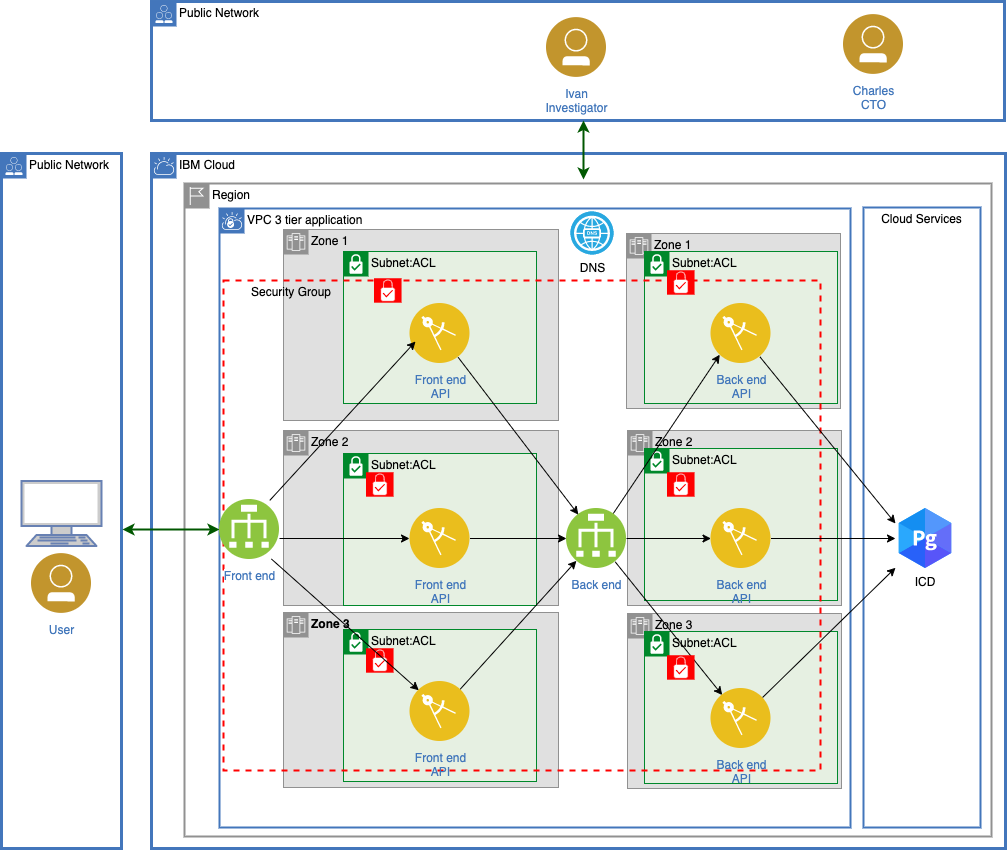 Public Network
Ivan
Investigator
Charles
CTO
Public Network
User
IBM Cloud
Region
VPC 3 tier application
DNS
DNS
Cloud Services
Zone 1
Subnet:ACL
Security Group
Front end
API
Zone 1
Subnet:ACL
Back end
API
Zone 2
Subnet:ACL
Front end
API
Zone 2
Subnet:ACL
Back end
API
Front end
Back end
Pg
ICD
Zone 3
Subnet:ACL
Front end
API
Zone 3
Subnet:ACL
Back end
API